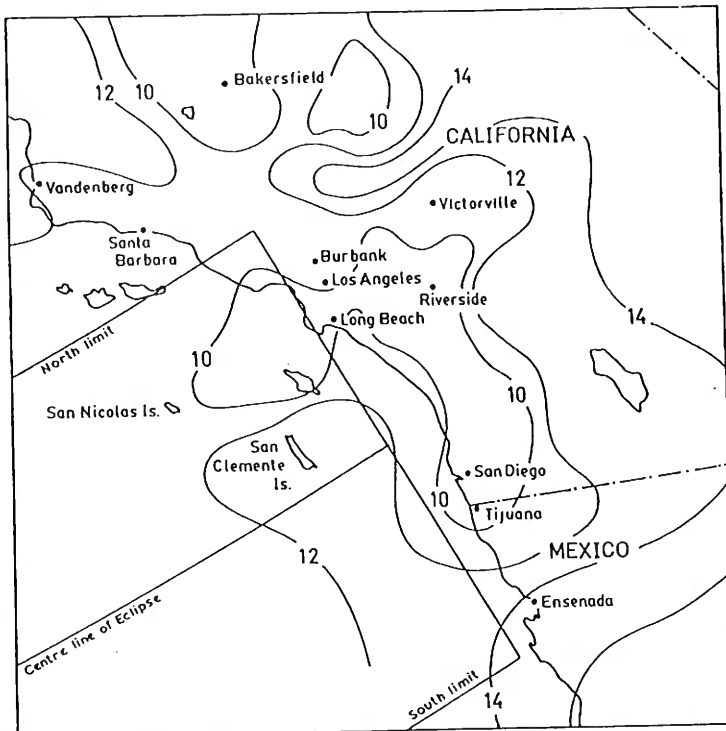 Bakersfield
12
10
14
10
CALIFORNIA
12
Vandenberg
Victorville
Santa
Barbara
Burbank
Los Angeles
Riverside
Long Beach
14
North limit
10
San Nicolas Is.
10
San
Clemente
Is.
San Diego
10
Tijuana
12
MEXICO
Ensenada
Centre line of Eclipse
South limit
14